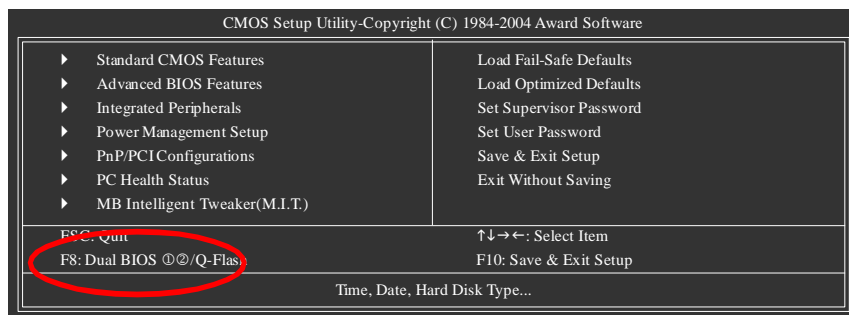 CMOS Setup Utility-Copyright (C) 1984-2004 Award Software
Standard CMOS Features
Advanced BIOS Features
Integrated Peripherals
Power Management Setup
PnP/PCI Configurations
PC Health Status
MB Intelligent Tweaker(M.I.T.)
Load Fail-Safe Defaults
Load Optimized Defaults
Set Supervisor Password
Set User Password
Save & Exit Setup
Exit Without Saving
ESC: Quit
↑↓→←: Select Item
F8: Dual BIOS ①②/Q-Flash
F10: Save & Exit Setup
Time, Date, Hard Disk Type...